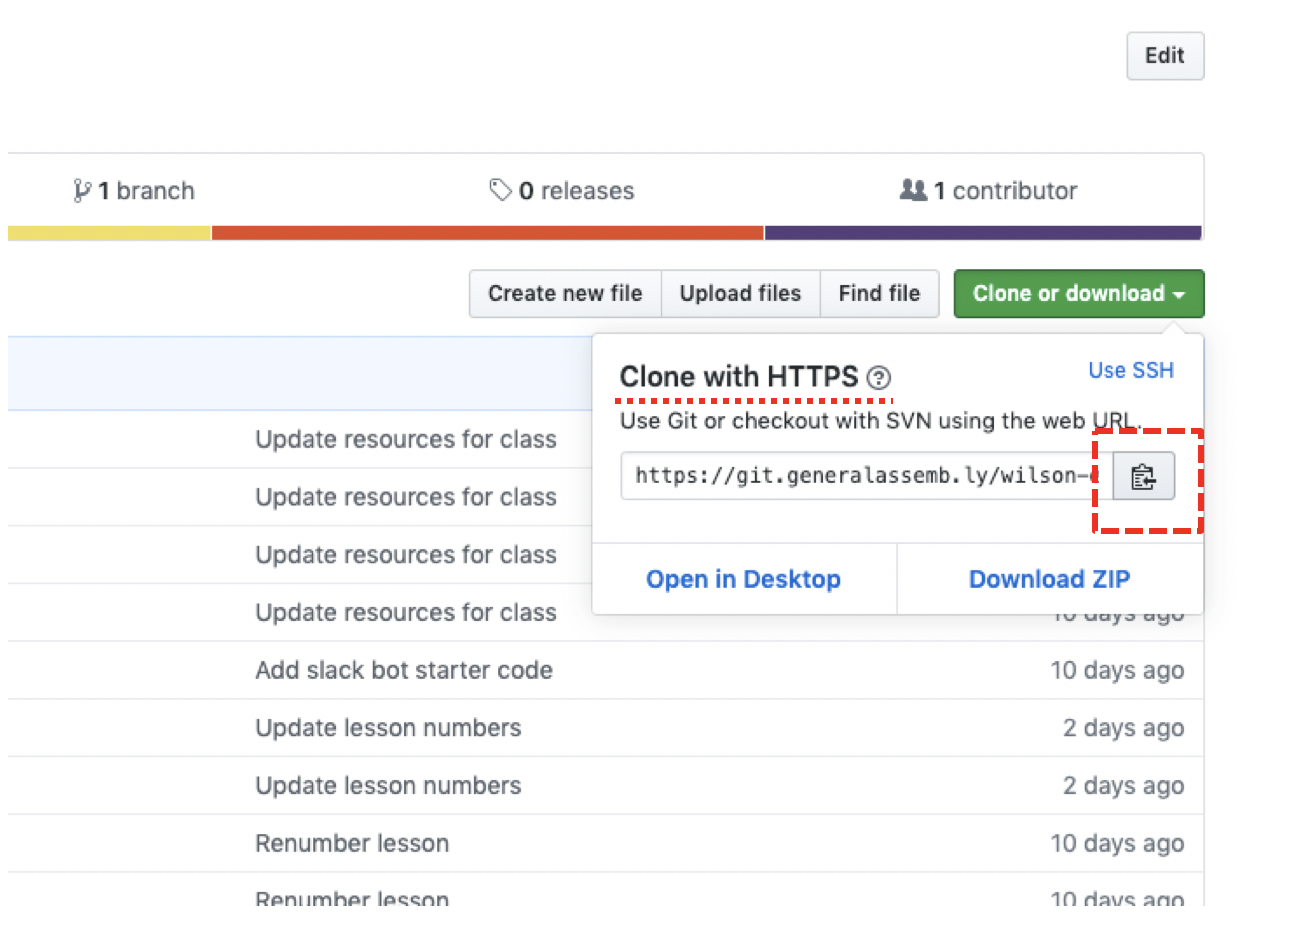 Edit
1 branch
0 releases
1 contributor
Create new file
Upload files
Find file
Clone or download
Clone with HTTPS
Use SSH
Use Git or checkout with SVN using the web URL.
https://git.generalassemb.ly/wilson-
Open in Desktop
Download ZIP
Update resources for class
Update resources for class
Update resources for class
Update resources for class
10 days ago
Add slack bot starter code
10 days ago
Update lesson numbers
2 days ago
Update lesson numbers
2 days ago
Renumber lesson
10 days ago
Renumber lesson
10 days ago